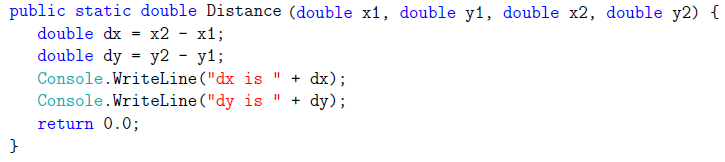 public static double Distance (double x1, double y1, double x2, double y2) {
double dx = x2 - x1;
double dy = y2 - y1;
Console.WriteLine("dx is " + dx);
Console.WriteLine("dy is " + dy);
return 0.0;
}